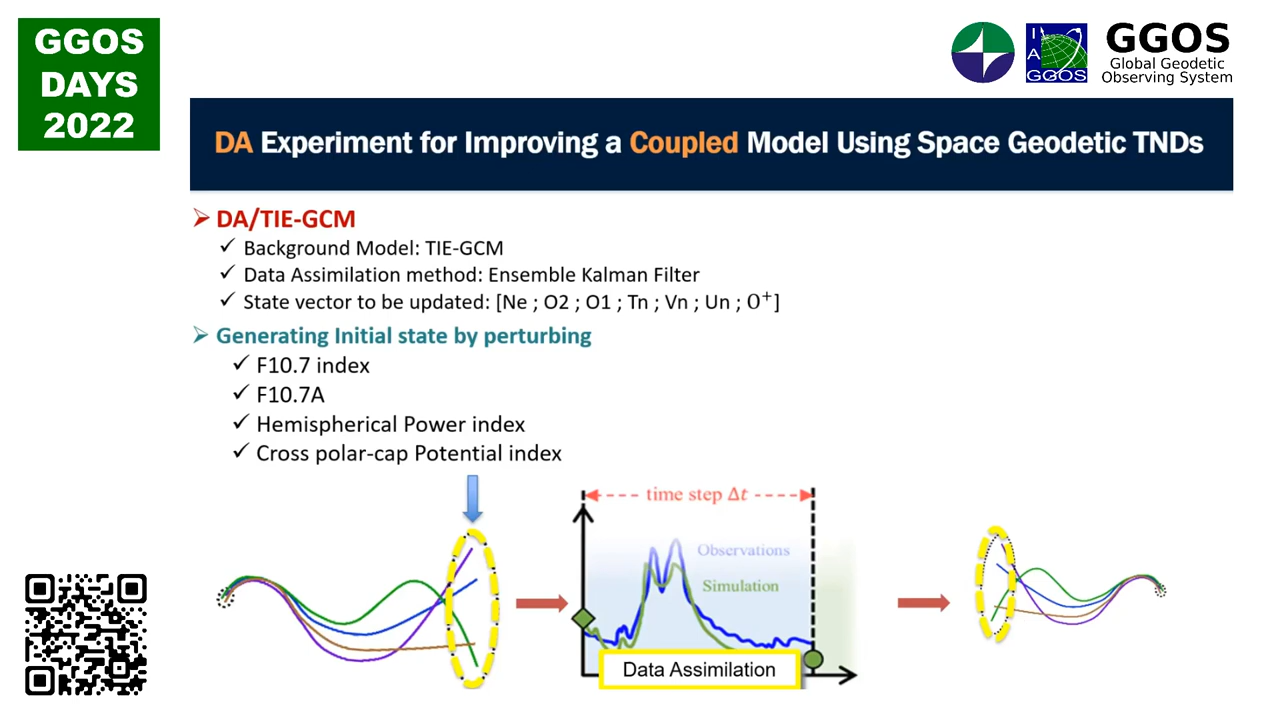 GGOS
DAYS
2022
I
A
G
GGOS
GGOS
Global Geodetic
Observing System
DA Experiment for Improving a Coupled Model Using Space Geodetic TNDs
DA/TIE-GCM
Background Model: TIE-GCM
Data Assimilation method: Ensemble Kalman Filter
State vector to be updated: [Ne ; O2 ; O1 ; Tn ; Vn ; Un ; O⁺]
Generating Initial state by perturbing
F10.7 index
F10.7A
Hemispherical Power index
Cross polar-cap Potential index
time step Δt
Observations
Simulation
Data Assimilation